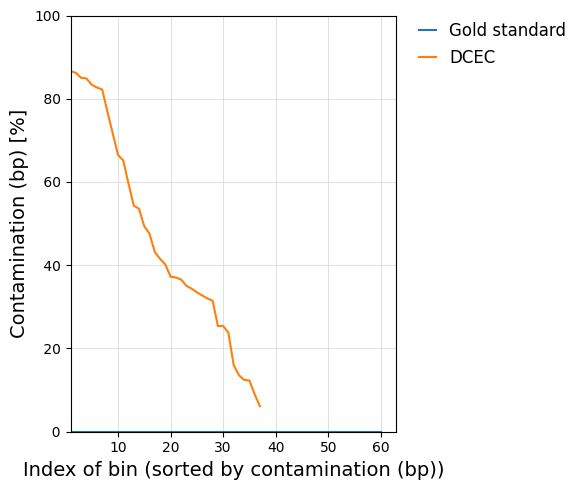 Gold standard
DCEC
Contamination (bp) [%]
100
80
60
40
20
0
10 20 30 40 50 60
Index of bin (sorted by contamination (bp))